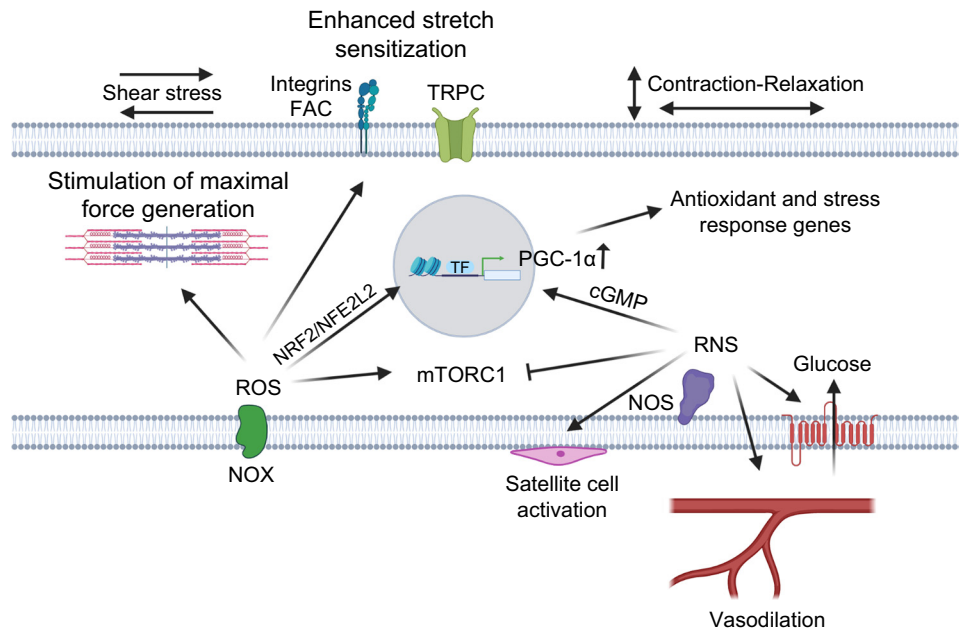 Enhanced stretch
sensitization
Shear stress
Integrins
FAC
TRPC
Contraction-Relaxation
Stimulation of maximal
force generation
Antioxidant and stress
response genes
TF
PGC-1α
NRF2/NFE2L2
cGMP
ROS
mTORC1
RNS
Glucose
NOS
NOX
Satellite cell
activation
Vasodilation